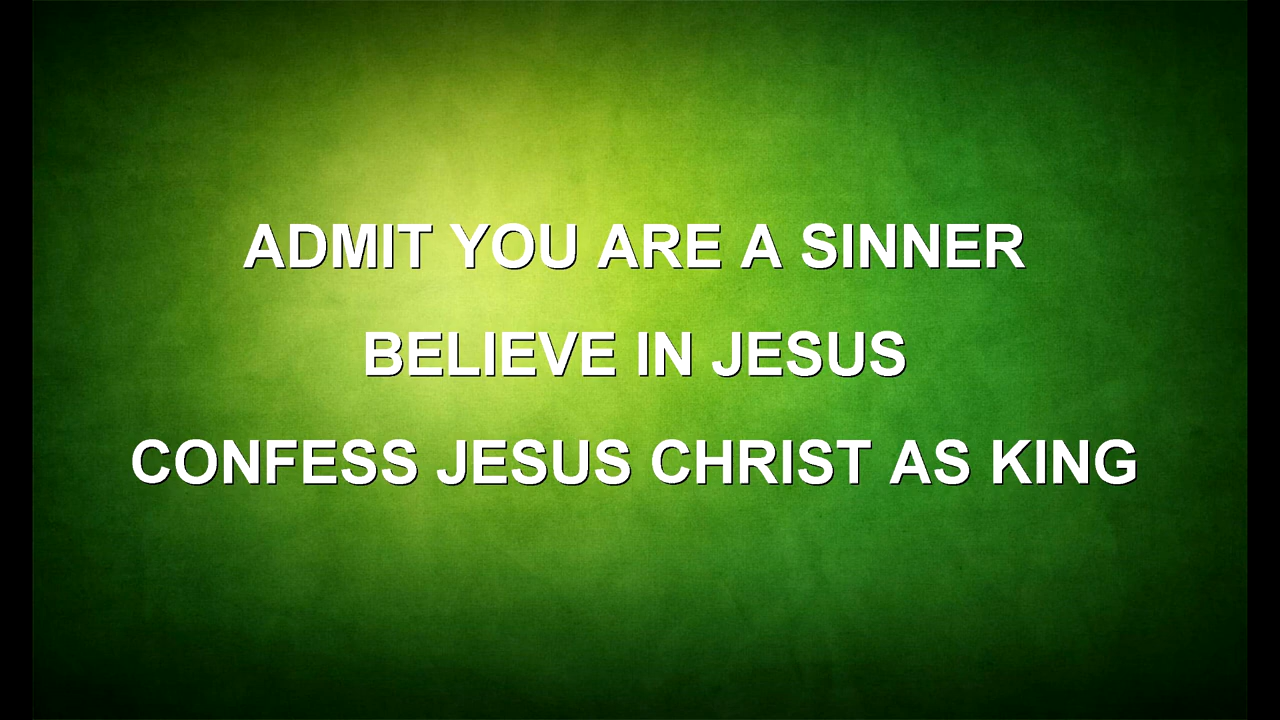 ADMIT YOU ARE A SINNER
BELIEVE IN JESUS
CONFESS JESUS CHRIST AS KING